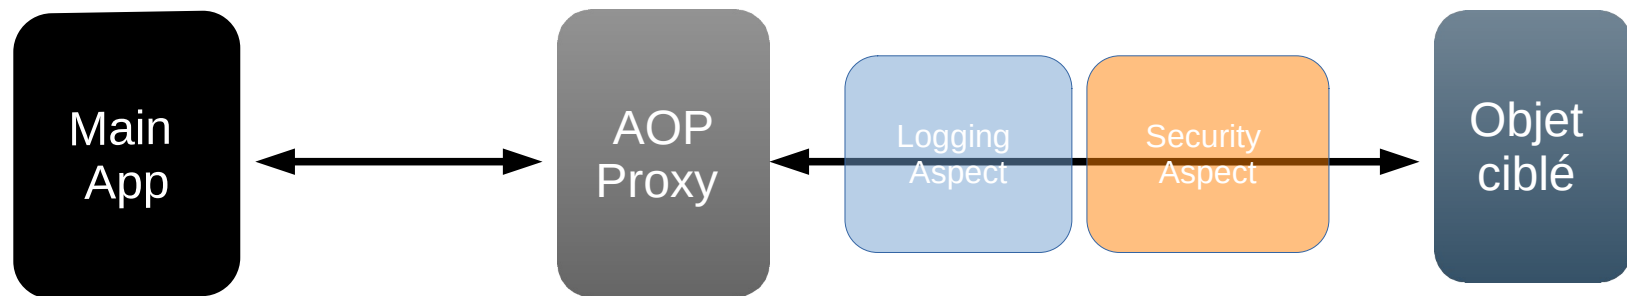 Main
App
AOP
Proxy
Logging
Aspect
Security
Aspect
Objet
ciblé